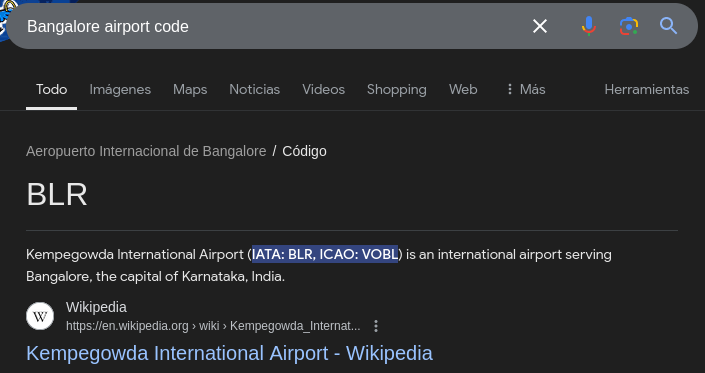 Bangalore airport code
Todo Imágenes Maps Noticias Videos Shopping Web Más Herramientas
Aeropuerto Internacional de Bangalore / Código
BLR
Kempegowda International Airport (IATA: BLR, ICAO: VOBL) is an international airport serving
Bangalore, the capital of Karnataka, India.
W Wikipedia
https://en.wikipedia.org › wiki › Kempegowda_Internat...
Kempegowda International Airport - Wikipedia